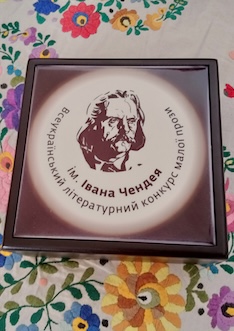 ім. Івана Чендея
Всеукраїнський літературний конкурс малої прози